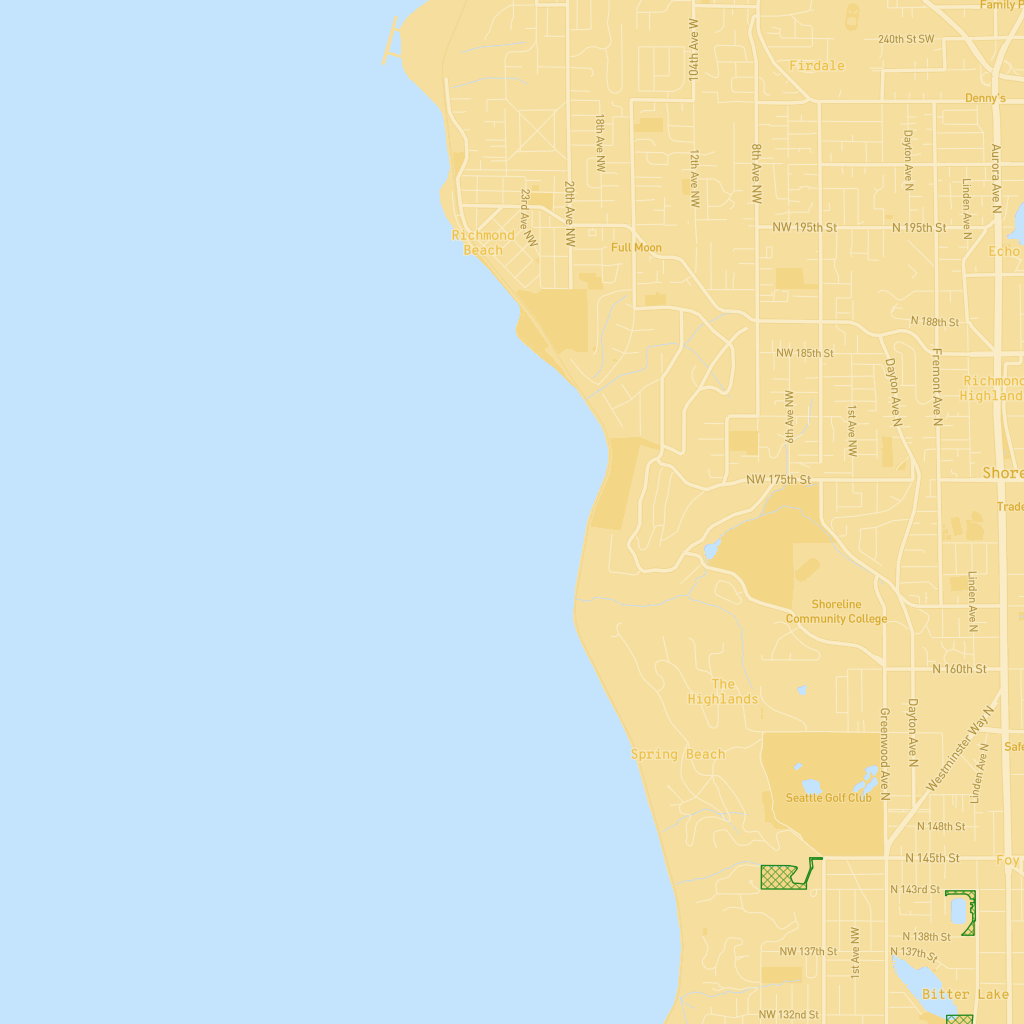 Family P
240th St SW
104th Ave W
Firdale
Denny's
18th Ave NW
12th Ave NW
8th Ave NW
Dayton Ave N
Aurora Ave N
Linden Ave N
20th Ave NW
23rd Ave NW
NW 195th St
N 195th St
Richmond
Beach
Full Moon
Echo
N 188th St
NW 185th St
Dayton Ave N
Fremont Ave N
Richmond
Highland
6th Ave NW
1st Ave NW
NW 175th St
Shore
Trade
Linden Ave N
Shoreline
Community College
N 160th St
The
Highlands
Greenwood Ave N
Dayton Ave N
Westminster Way N
Linden Ave N
Safe
Spring Beach
Seattle Golf Club
N 148th St
N 145th St
Foy
N 143rd St
N 138th St
N 137th St
NW 137th St
1st Ave NW
Bitter Lake
NW 132nd St